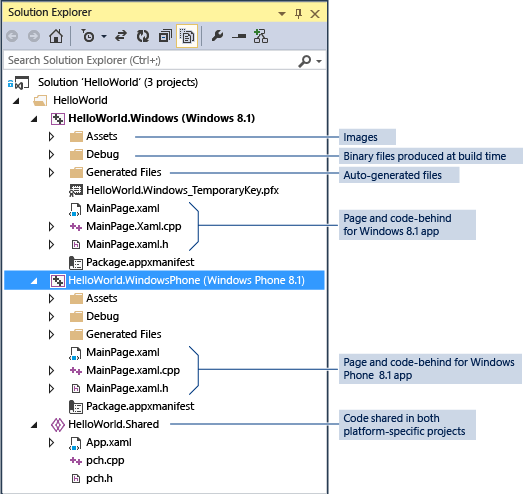 Solution Explorer
Search Solution Explorer (Ctrl+;)
Solution 'HelloWorld' (3 projects)
HelloWorld
HelloWorld.Windows (Windows 8.1)
Assets
Images
Debug
Binary files produced at build time
Generated Files
Auto-generated files
HelloWorld.Windows_TemporaryKey.pfx
MainPage.xaml
MainPage.Xaml.cpp
MainPage.xaml.h
Page and code-behind
for Windows 8.1 app
Package.appxmanifest
HelloWorld.WindowsPhone (Windows Phone 8.1)
Assets
Debug
Generated Files
MainPage.xaml
MainPage.xaml.cpp
MainPage.xaml.h
Page and code-behind for Windows
Phone 8.1 app
Package.appxmanifest
HelloWorld.Shared
Code shared in both
platform-specific projects
App.xaml
pch.cpp
pch.h